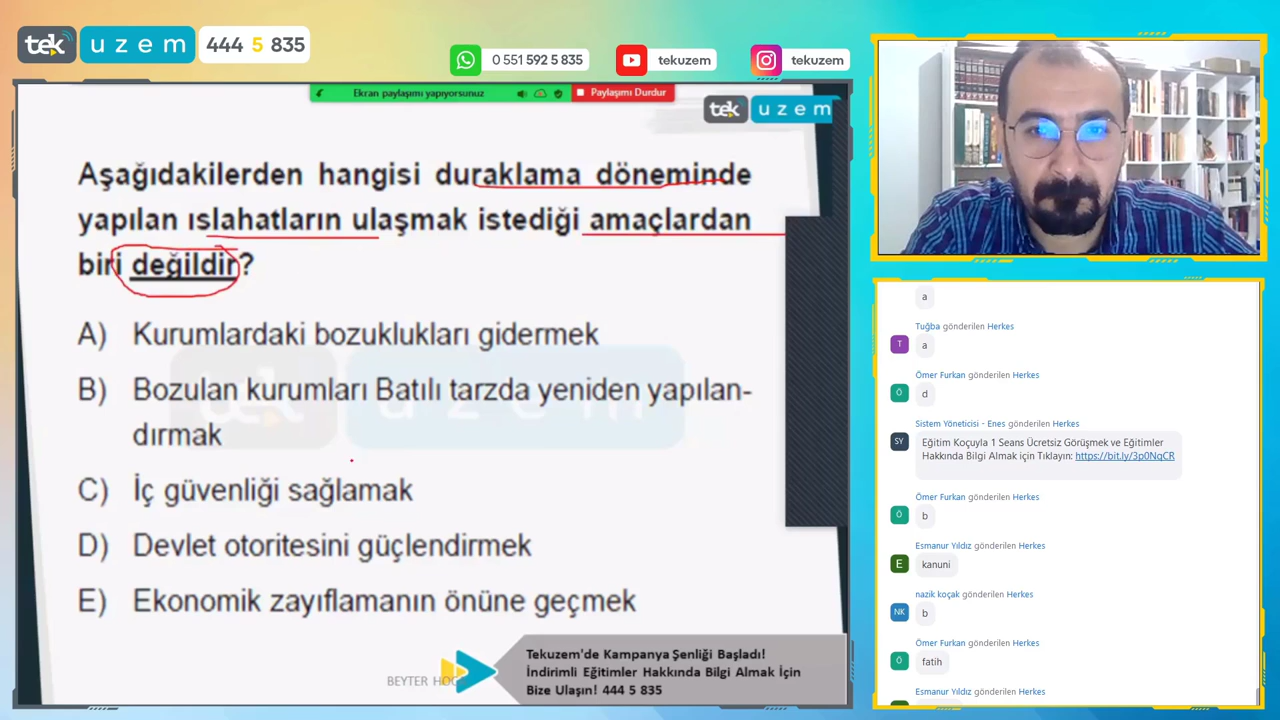 tek uzem 444 5 835
0 551 592 5 835
tekuzem
tekuzem
Ekran paylaşımı yapıyorsunuz
Paylaşımı Durdur
tek uzem
Aşağıdakilerden hangisi duraklama döneminde
yapılan ıslahatların ulaşmak istediği amaçlardan
biri değildir?
A) Kurumlardaki bozuklukları gidermek
B) Bozulan kurumları Batılı tarzda yeniden yapılan-
dırmak
C) İç güvenliği sağlamak
D) Devlet otoritesini güçlendirmek
E) Ekonomik zayıflamanın önüne geçmek
tek uzem
BEYTER HO
Tekuzem'de Kampanya Şenliği Başladı!
İndirimli Eğitimler Hakkında Bilgi Almak İçin
Bize Ulaşın! 444 5 835
a
Tuğba gönderilen Herkes
T
a
Ömer Furkan gönderilen Herkes
Ö
d
Sistem Yöneticisi - Enes gönderilen Herkes
SY
Eğitim Koçuyla 1 Seans Ücretsiz Görüşmek ve Eğitimler
Hakkında Bilgi Almak için Tıklayın: https://bit.ly/3p0NqCR
Ömer Furkan gönderilen Herkes
Ö
b
Esmanur Yıldız gönderilen Herkes
E
kanuni
nazik koçak gönderilen Herkes
NK
b
Ömer Furkan gönderilen Herkes
Ö
fatih
Esmanur Yıldız gönderilen Herkes